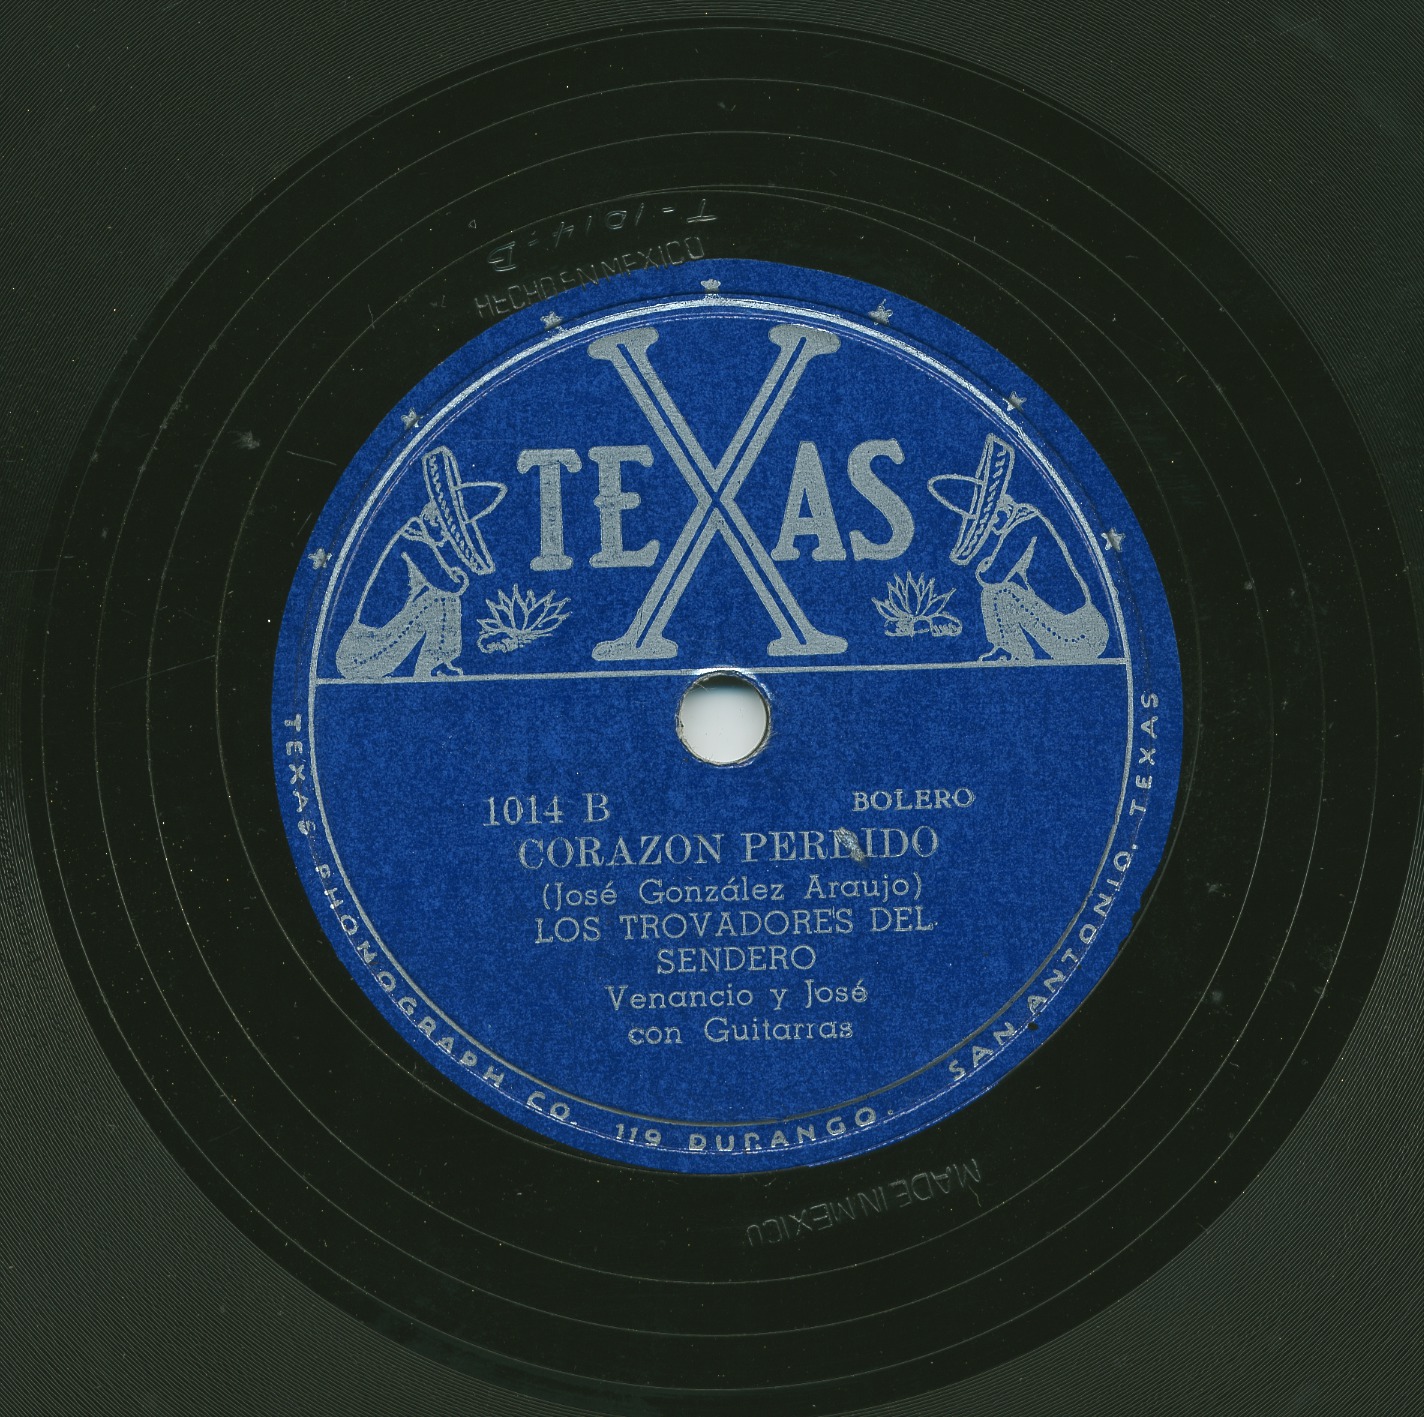 T-1014-B
HECHO EN MEXICO
TEXAS
1014 B BOLERO
CORAZON PERDIDO
(José González Araujo)
LOS TROVADORES DEL
SENDERO
Venancio y José
con Guitarras
TEXAS PHONOGRAPH CO. 119 DURANGO. SAN ANTONIO, TEXAS
MADE IN MEXICO